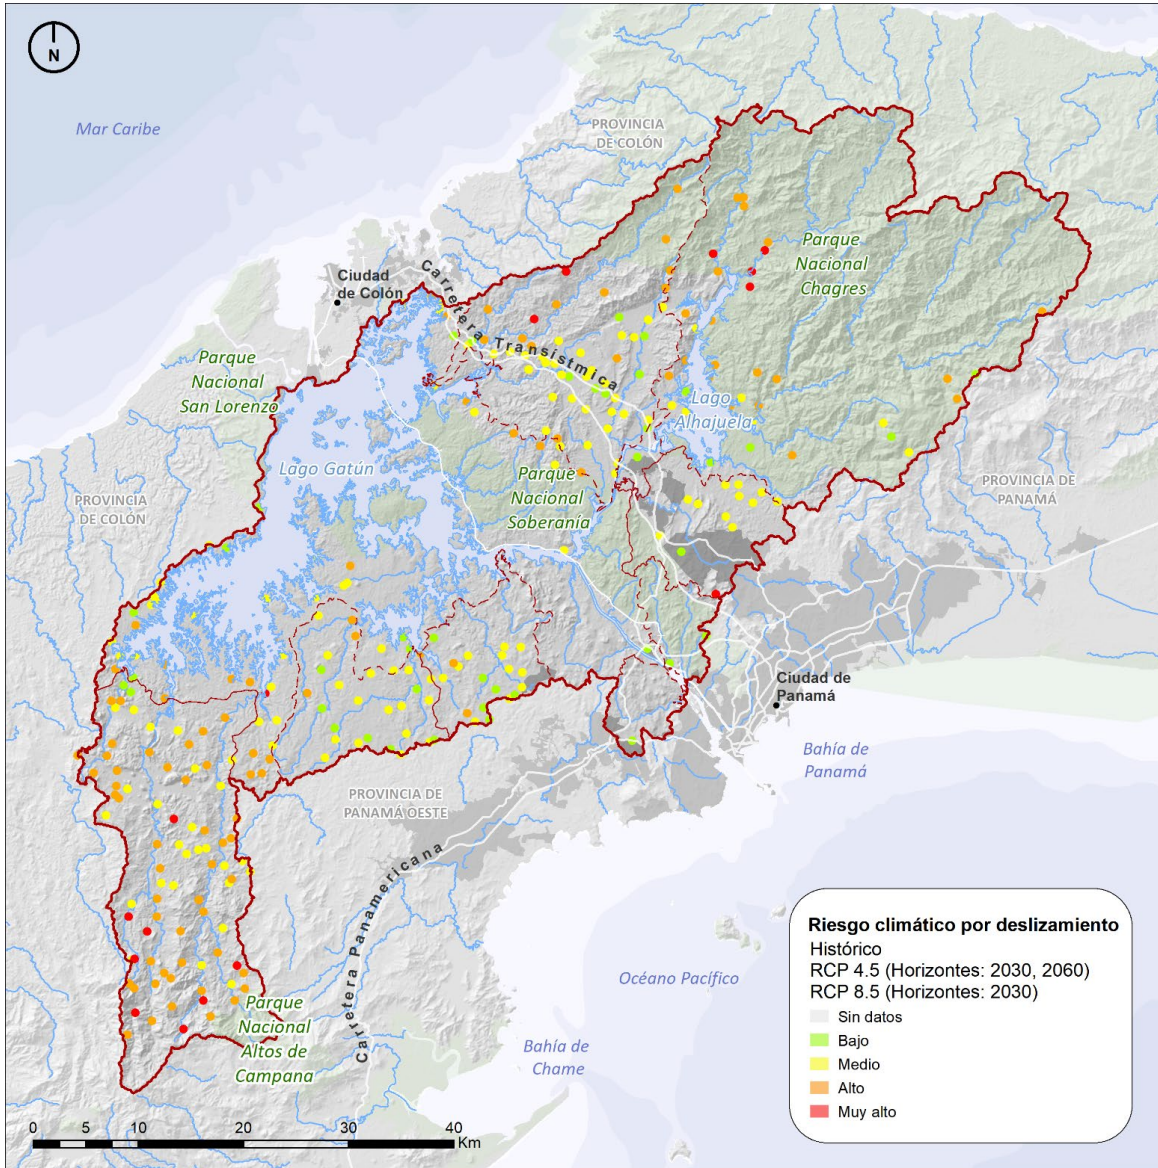 N
Mar Caribe
PROVINCIA
DE COLÓN
Parque
Nacional
Chagres
Ciudad
de Colón
Carretera Transístmica
Parque
Nacional
San Lorenzo
Lago
Alhajuela
Lago Gatún
Parque
Nacional
Soberanía
PROVINCIA
DE COLÓN
PROVINCIA DE
PANAMÁ
Ciudad de
Panamá
Bahía de
Panamá
PROVINCIA DE
PANAMÁ OESTE
Carretera Panamericana
Océano Pacífico
Parque
Nacional
Altos de
Campana
Bahía de
Chame
Riesgo climático por deslizamiento
Histórico
RCP 4.5 (Horizontes: 2030, 2060)
RCP 8.5 (Horizontes: 2030)
Sin datos
Bajo
Medio
Alto
Muy alto
0 10 20 30 40
Km